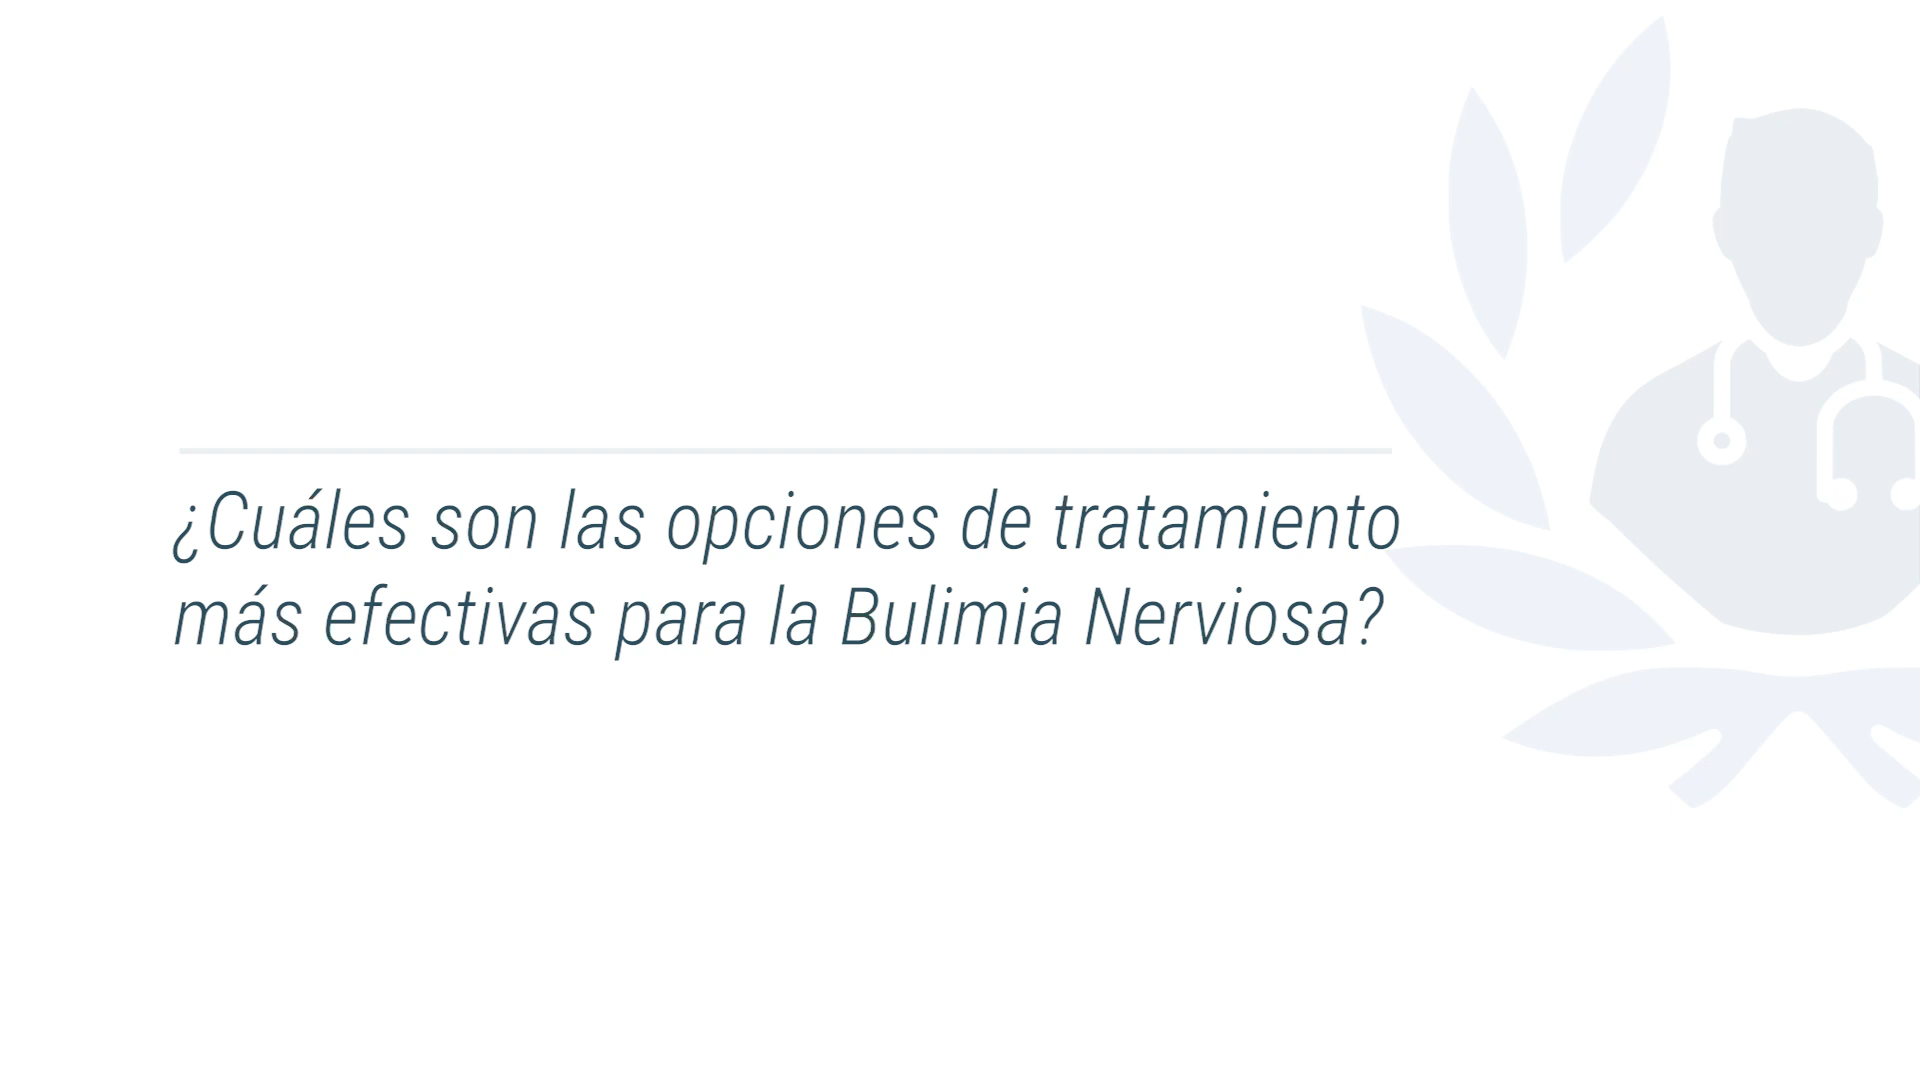 ¿Cuáles son las opciones de tratamiento
más efectivas para la Bulimia Nerviosa?